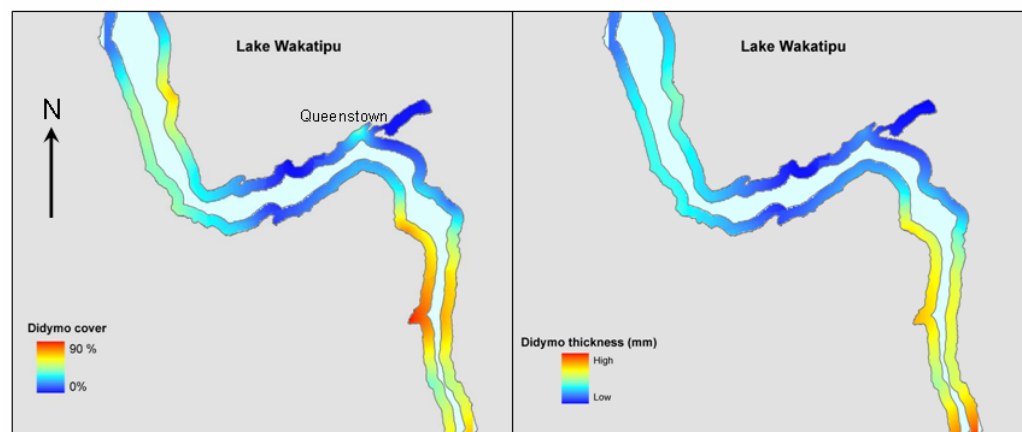 Lake Wakatipu
N
Queenstown
Didymo cover
90 %
0%
Lake Wakatipu
Didymo thickness (mm)
High
Low